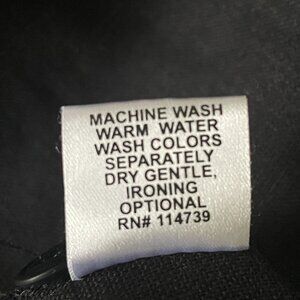 MACHINE WASH
WARM WATER
WASH COLORS
SEPARATELY
DRY GENTLE,
IRONING
OPTIONAL
RN# 114739